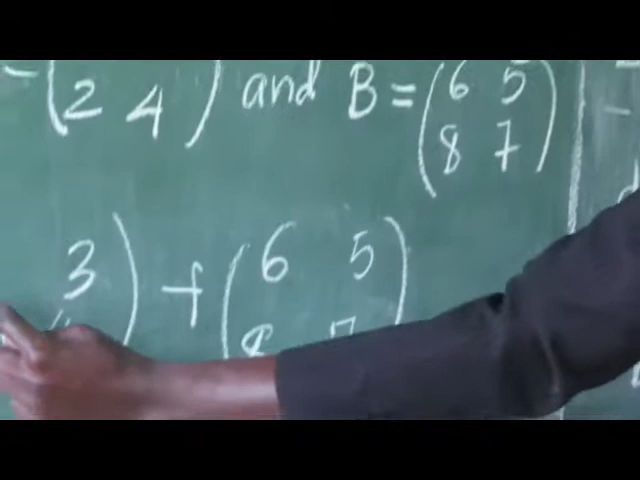 = ( 6 5
( 2 4 ) and B = ( 8 7 )
3 ) + ( 6 5 )
8 7